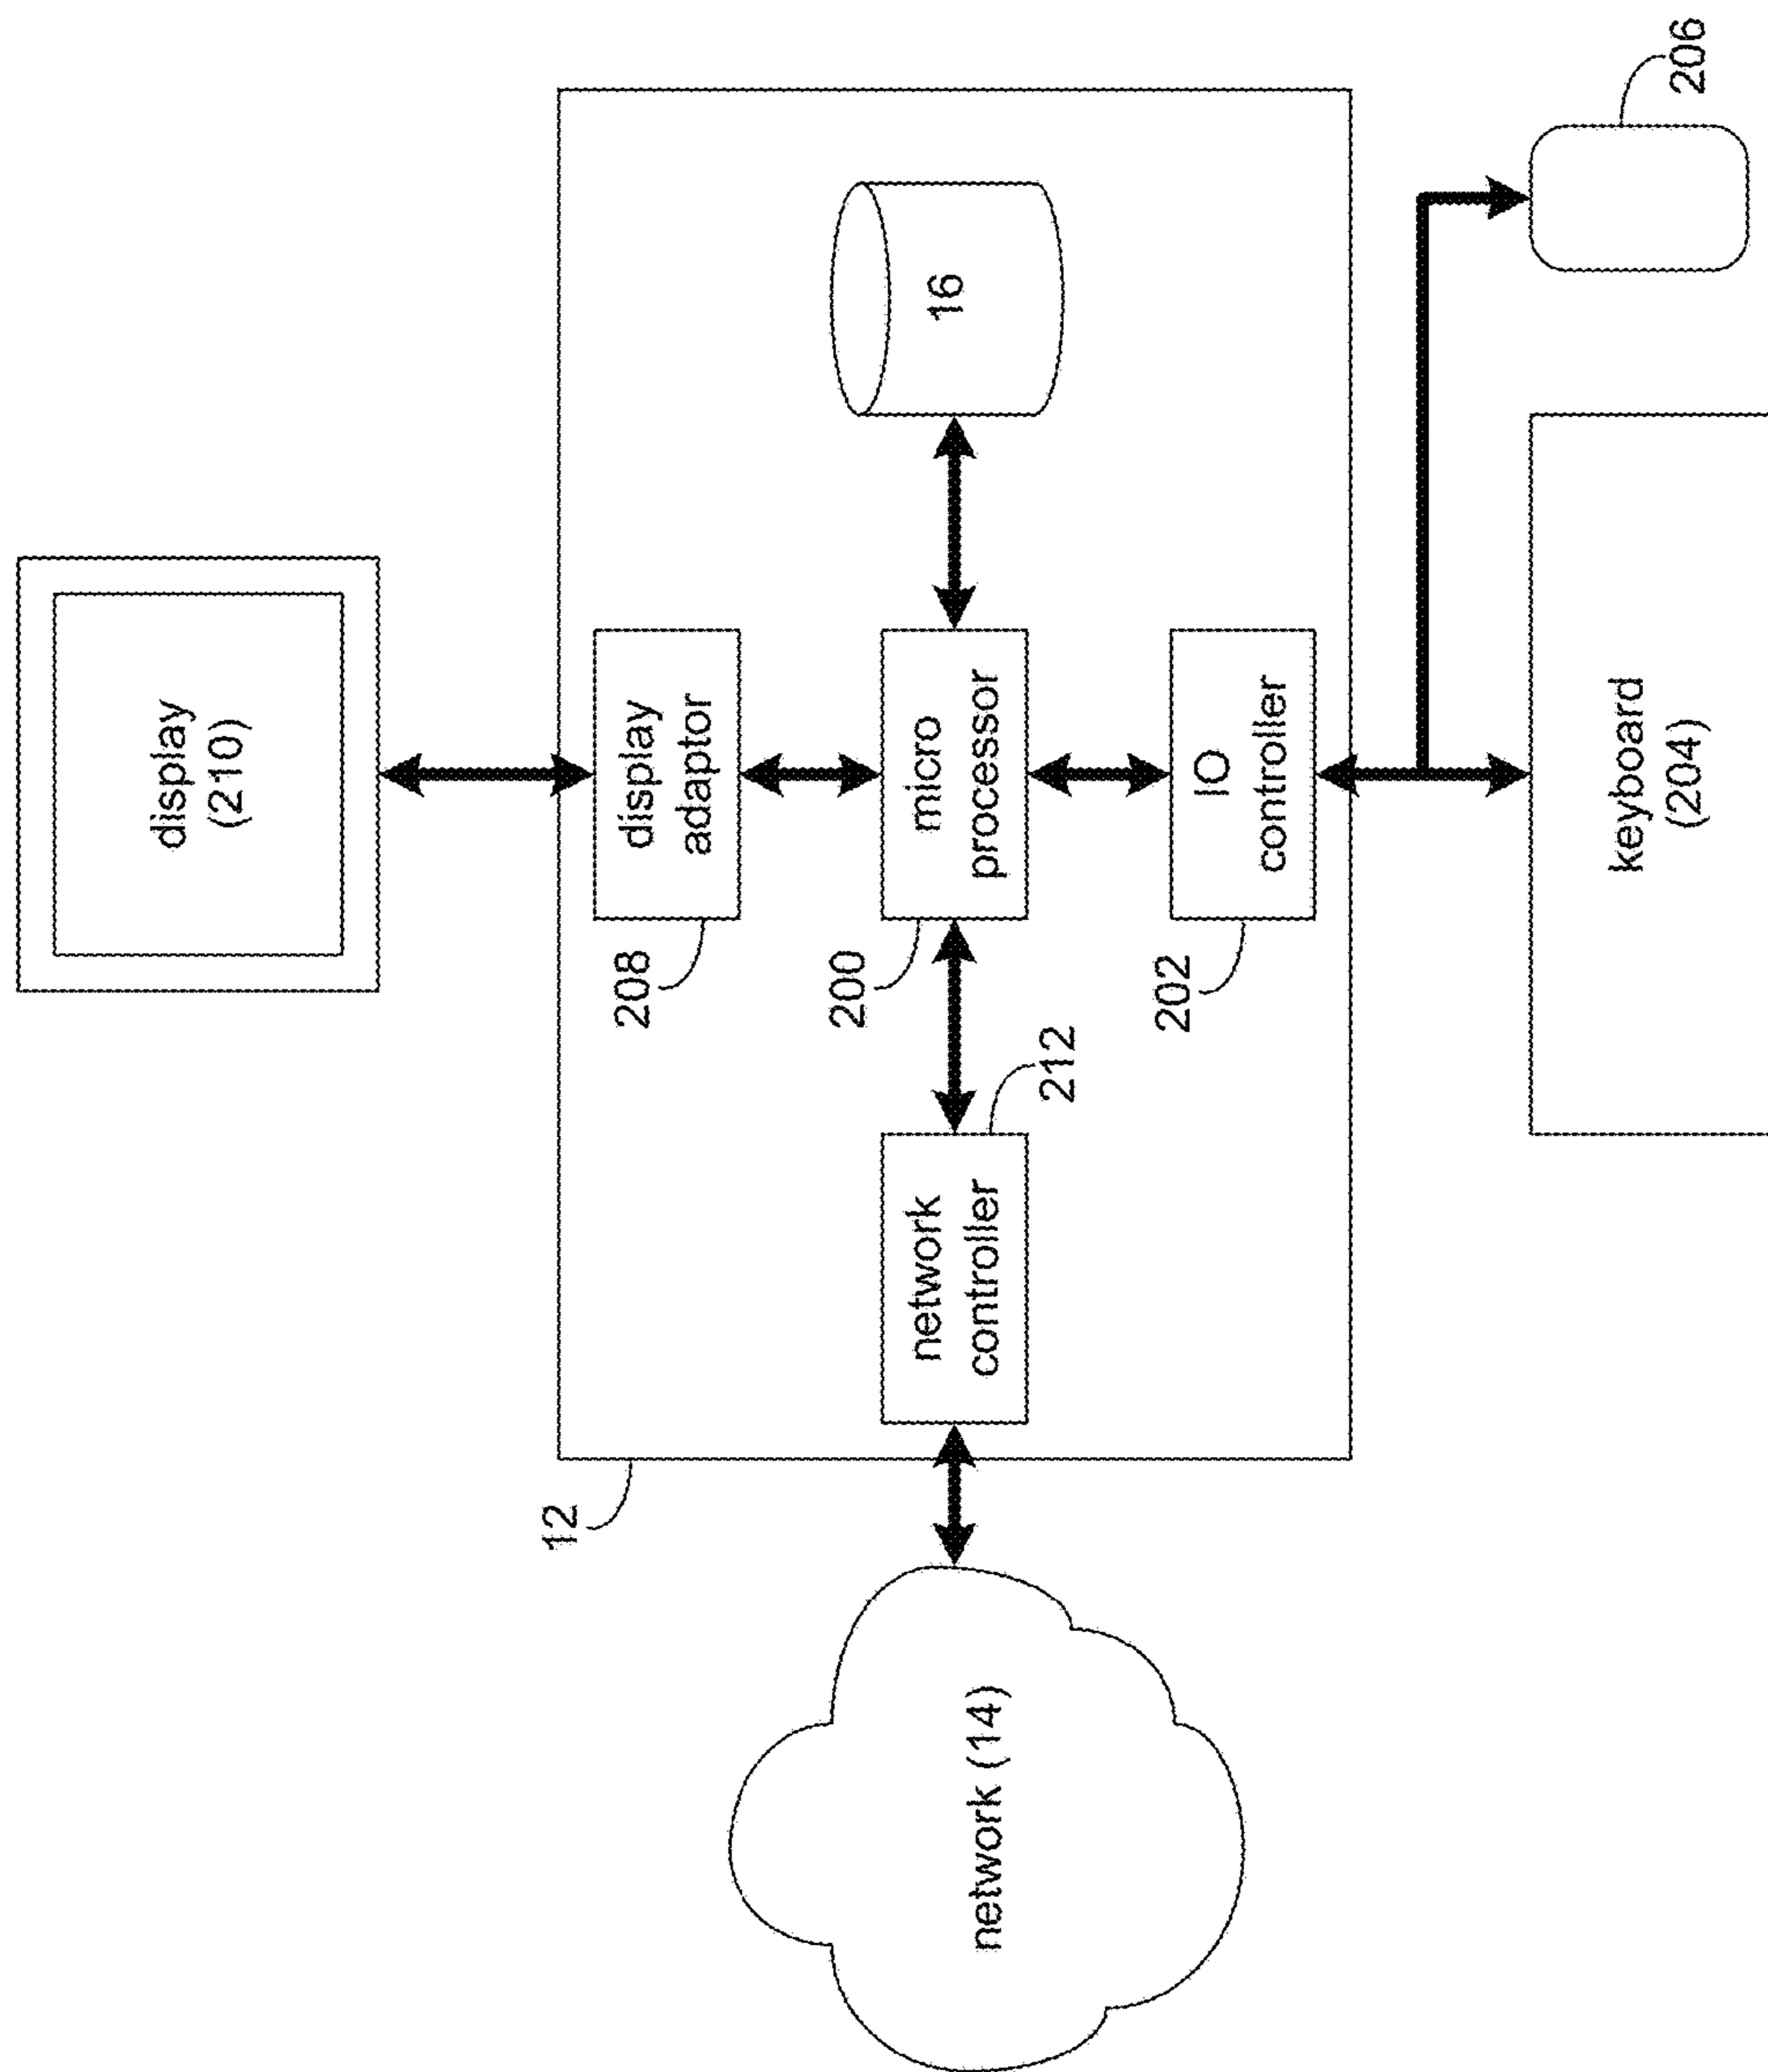 display
(210)
12
208
display
adaptor
200
network
controller
micro
processor
16
network (14)
212
202
IO
controller
keyboard
(204)
206